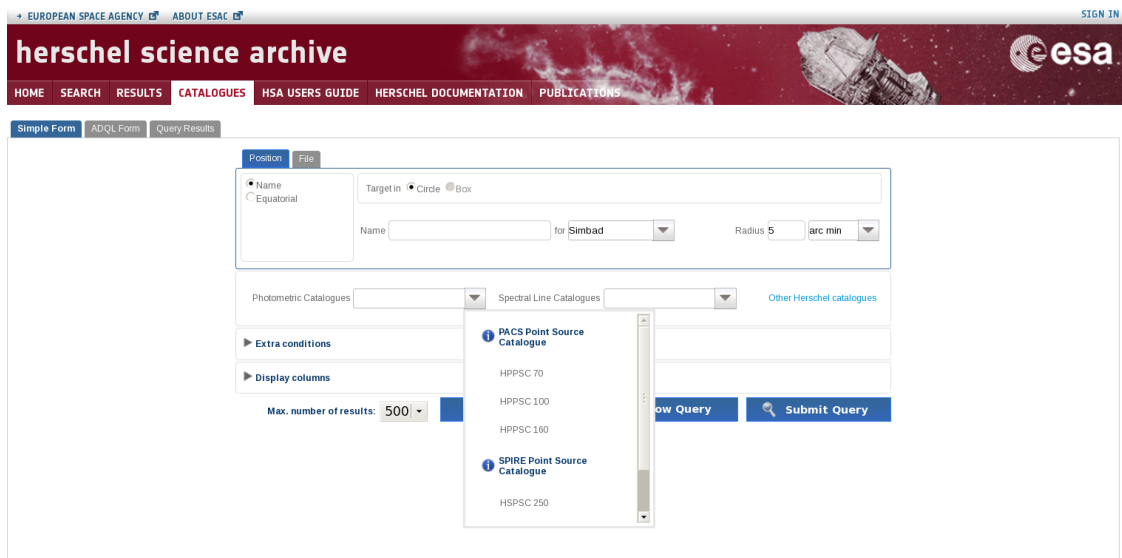 EUROPEAN SPACE AGENCY ABOUT ESAC SIGN IN
herschel science archive esa
HOME SEARCH RESULTS CATALOGUES HSA USERS GUIDE HERSCHEL DOCUMENTATION PUBLICATIONS
Simple Form ADQL Form Query Results
Position File
Name
Equatorial
Target in Circle Box
Name for Simbad Radius 5 arc min
Photometric Catalogues Spectral Line Catalogues Other Herschel catalogues
PACS Point Source
Catalogue
HPPSC 70
HPPSC 100
HPPSC 160
SPIRE Point Source
Catalogue
HSPSC 250
Extra conditions
Display columns
Max. number of results: 500 ow Query Submit Query